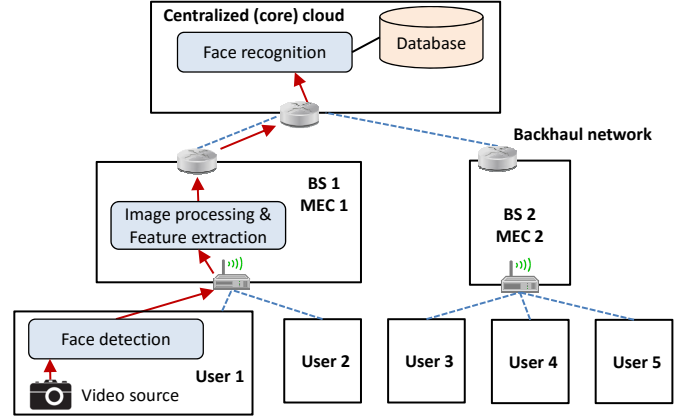 Centralized (core) cloud
Face recognition
Database
Backhaul network
BS 1
MEC 1
Image processing &
Feature extraction
BS 2
MEC 2
Face detection
User 1
Video source
User 2
User 3
User 4
User 5